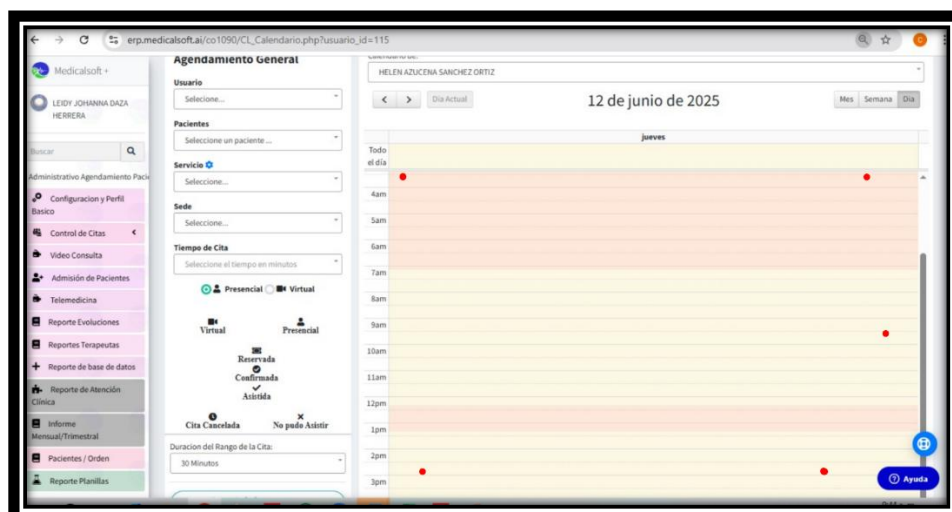 erp.medicalsoft.ai/co1090/CL_Calendario.php?usuario_id=115
Medicalsoft +
LEIDY JOHANNA DAZA
HERRERA
Buscar
Administrativo Agendamiento Paci
Configuracion y Perfil
Basico
Control de Citas
Video Consulta
Admisión de Pacientes
Telemedicina
Reporte Evoluciones
Reportes Terapeutas
Reporte de base de datos
Reporte de Atención
Clínica
Informe
Mensual/Trimestral
Pacientes / Orden
Reporte Planillas
Agendamiento General
Usuario
Selecione...
Pacientes
Seleccione un paciente ...
Servicio
Seleccione...
Sede
Seleccione...
Tiempo de Cita
Seleccione el tiempo en minutos
Presencial Virtual
Virtual Presencial
Reservada
Confirmada
Asistida
Cita Cancelada No pudo Asistir
Duracion del Rango de la Cita:
30 Minutos
HELEN AZUCENA SANCHEZ ORTIZ
Día Actual
12 de junio de 2025
Mes Semana Día
jueves
Todo
el día
4am
5am
6am
7am
8am
9am
10am
11am
12pm
1pm
2pm
3pm
Ayuda